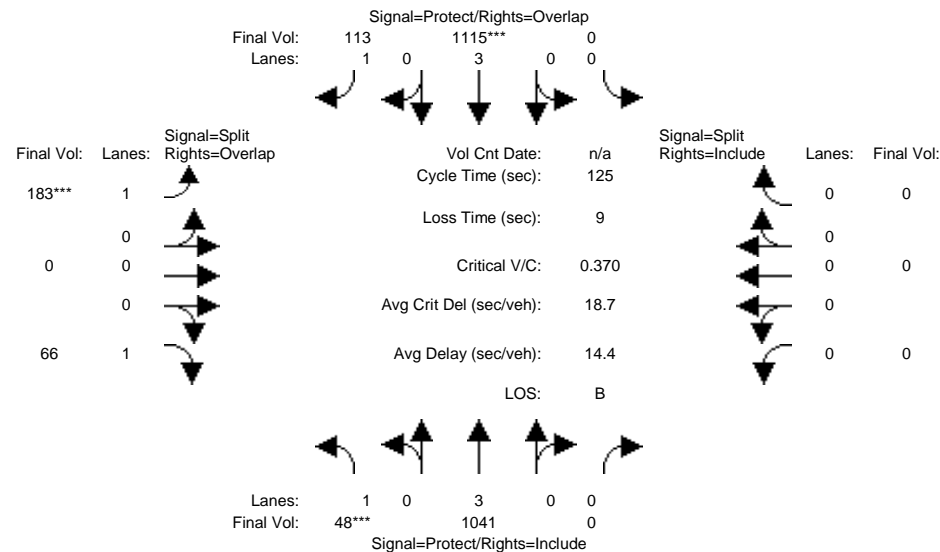 Signal=Protect/Rights=Overlap
Final Vol: 113 1115*** 0
Lanes: 1 0 3 0 0
Signal=Split Signal=Split
Final Vol: Lanes: Rights=Overlap Vol Cnt Date: n/a Rights=Include Lanes: Final Vol:
Cycle Time (sec): 125
183*** 1 0 0
Loss Time (sec): 9
0 0
0 0 Critical V/C: 0.370 0 0
0 Avg Crit Del (sec/veh): 18.7 0
66 1 Avg Delay (sec/veh): 14.4 0 0
LOS: B
Lanes: 1 0 3 0 0
Final Vol: 48*** 1041 0
Signal=Protect/Rights=Include